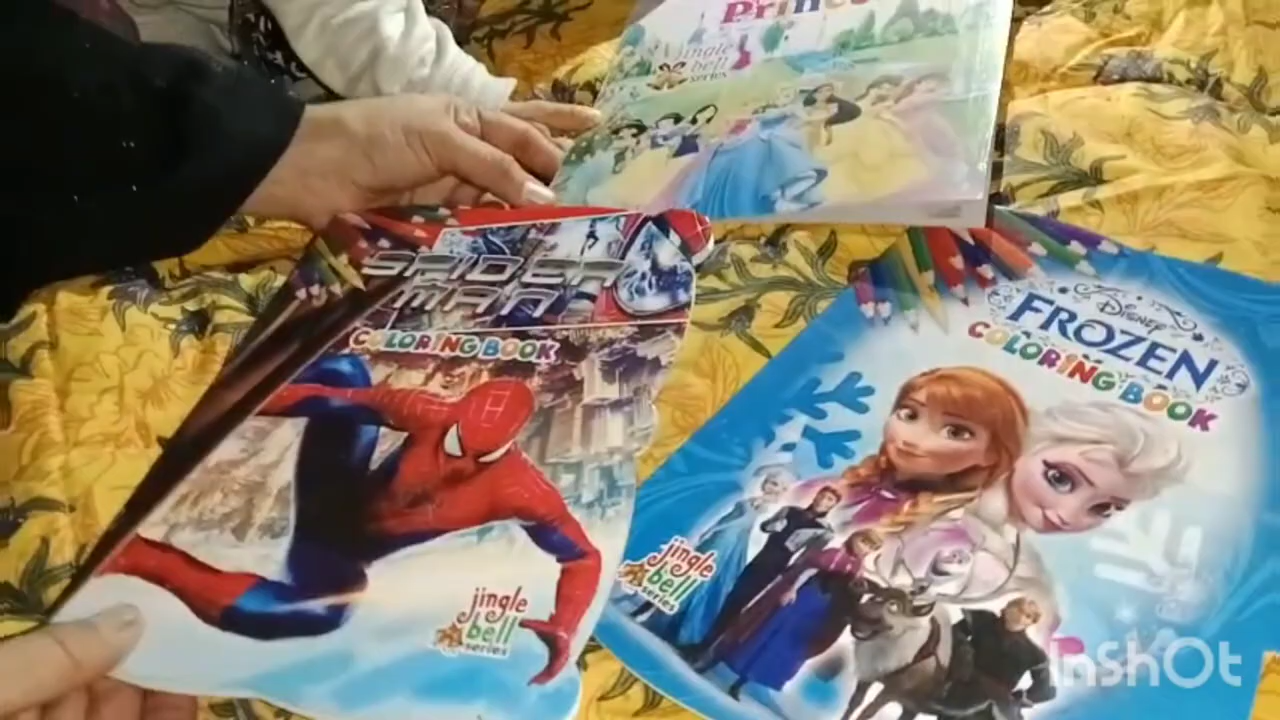 Princ
jingle
bell
series
SPIDER
MAN
COLORING BOOK
jingle
bell
series
DISNEY
FROZEN
COLORING BOOK
jingle
bell
series
InShOt